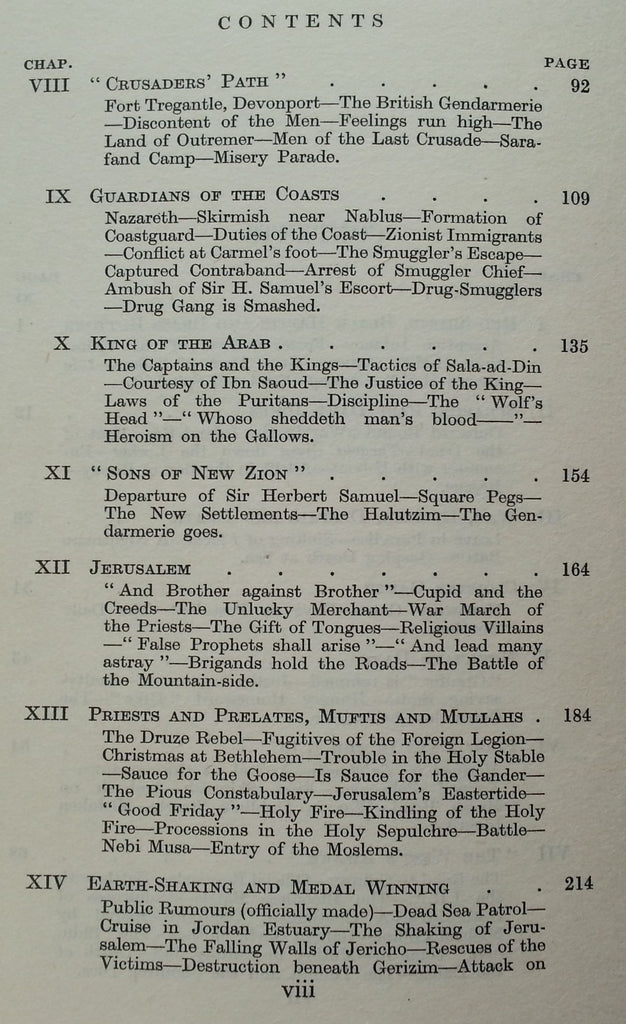 CONTENTS
CHAP. PAGE
VIII “ CRUSADERS’ PATH ” . . . . . 92
Fort Tregantle, Devonport—The British Gendarmerie
—Discontent of the Men—Feelings run high—The
Land of Outremer—Men of the Last Crusade—Sara-
fand Camp—Misery Parade.
IX GUARDIANS OF THE COASTS . . . . 109
Nazareth—Skirmish near Nablus—Formation of
Coastguard—Duties of the Coast—Zionist Immigrants
—Conflict at Carmel’s foot—The Smuggler’s Escape—
Captured Contraband—Arrest of Smuggler Chief—
Ambush of Sir H. Samuel’s Escort—Drug-Smugglers
—Drug Gang is Smashed.
X KING OF THE ARAB . . . . . . 135
The Captains and the Kings—Tactics of Sala-ad-Din
—Courtesy of Ibn Saoud—The Justice of the King—
Laws of the Puritans—Discipline—The “ Wolf’s
Head ”—“ Whoso sheddeth man’s blood——”—
Heroism on the Gallows.
XI “ SONS OF NEW ZION ” . . . . . 154
Departure of Sir Herbert Samuel—Square Pegs—
The New Settlements—The Halutzim—The Gen-
darmerie goes.
XII JERUSALEM . . . . . . . 164
“ And Brother against Brother ”—Cupid and the
Creeds—The Unlucky Merchant—War March of
the Priests—The Gift of Tongues—Religious Villains
—“ False Prophets shall arise ”—“ And lead many
astray ”—Brigands hold the Roads—The Battle of
the Mountain-side.
XIII PRIESTS AND PRELATES, MUFTIS AND MULLAHS . 184
The Druze Rebel—Fugitives of the Foreign Legion—
Christmas at Bethlehem—Trouble in the Holy Stable
—Sauce for the Goose—Is Sauce for the Gander—
The Pious Constabulary—Jerusalem’s Eastertide—
“ Good Friday ”—Holy Fire—Kindling of the Holy
Fire—Processions in the Holy Sepulchre—Battle—
Nebi Musa—Entry of the Moslems.
XIV EARTH-SHAKING AND MEDAL WINNING . . 214
Public Rumours (officially made)—Dead Sea Patrol—
Cruise in Jordan Estuary—The Shaking of Jeru-
salem—The Falling Walls of Jericho—Rescues of the
Victims—Destruction beneath Gerizim—Attack on
viii